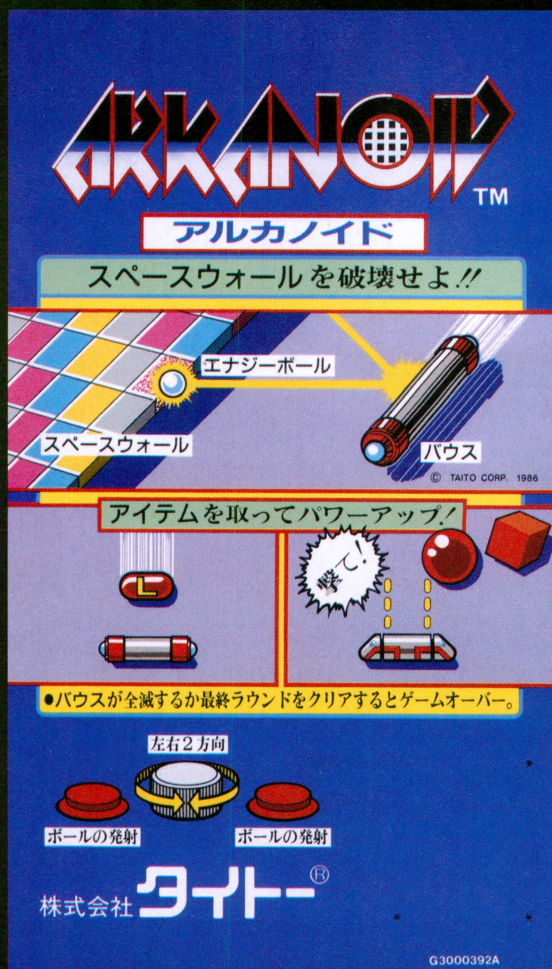 ARKANOID
TM
アルカノイド
スペースウォールを破壊せよ!!
エナジーボール
スペースウォール
バウス
© TAITO CORP. 1986
アイテムを取ってパワーアップ!
L
撃て!
●バウスが全滅するか最終ラウンドをクリアするとゲームオーバー。
左右2方向
ボールの発射
ボールの発射
株式会社タイトー®
G3000392A